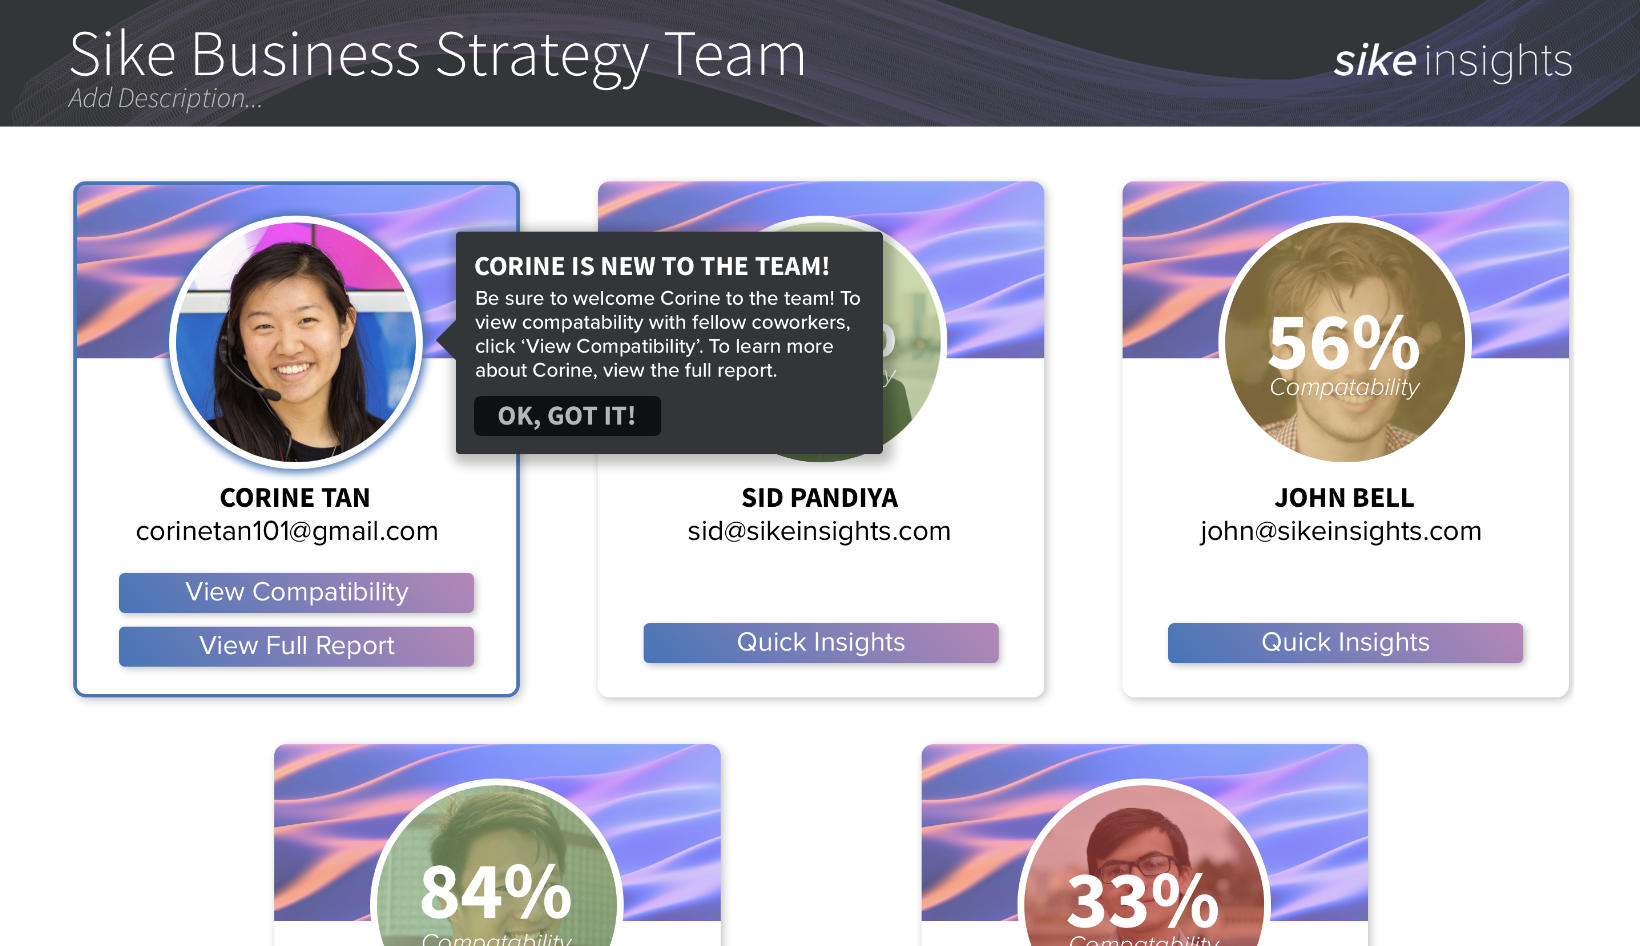 Sike Business Strategy Team
Add Description...
sike insights
CORINE IS NEW TO THE TEAM!
Be sure to welcome Corine to the team! To
view compatability with fellow coworkers,
click ‘View Compatibility’. To learn more
about Corine, view the full report.
OK, GOT IT!
56%
Compatability
CORINE TAN
corinetan101@gmail.com
View Compatibility
View Full Report
SID PANDIYA
sid@sikeinsights.com
Quick Insights
JOHN BELL
john@sikeinsights.com
Quick Insights
84%
Compatability
33%
Compatability